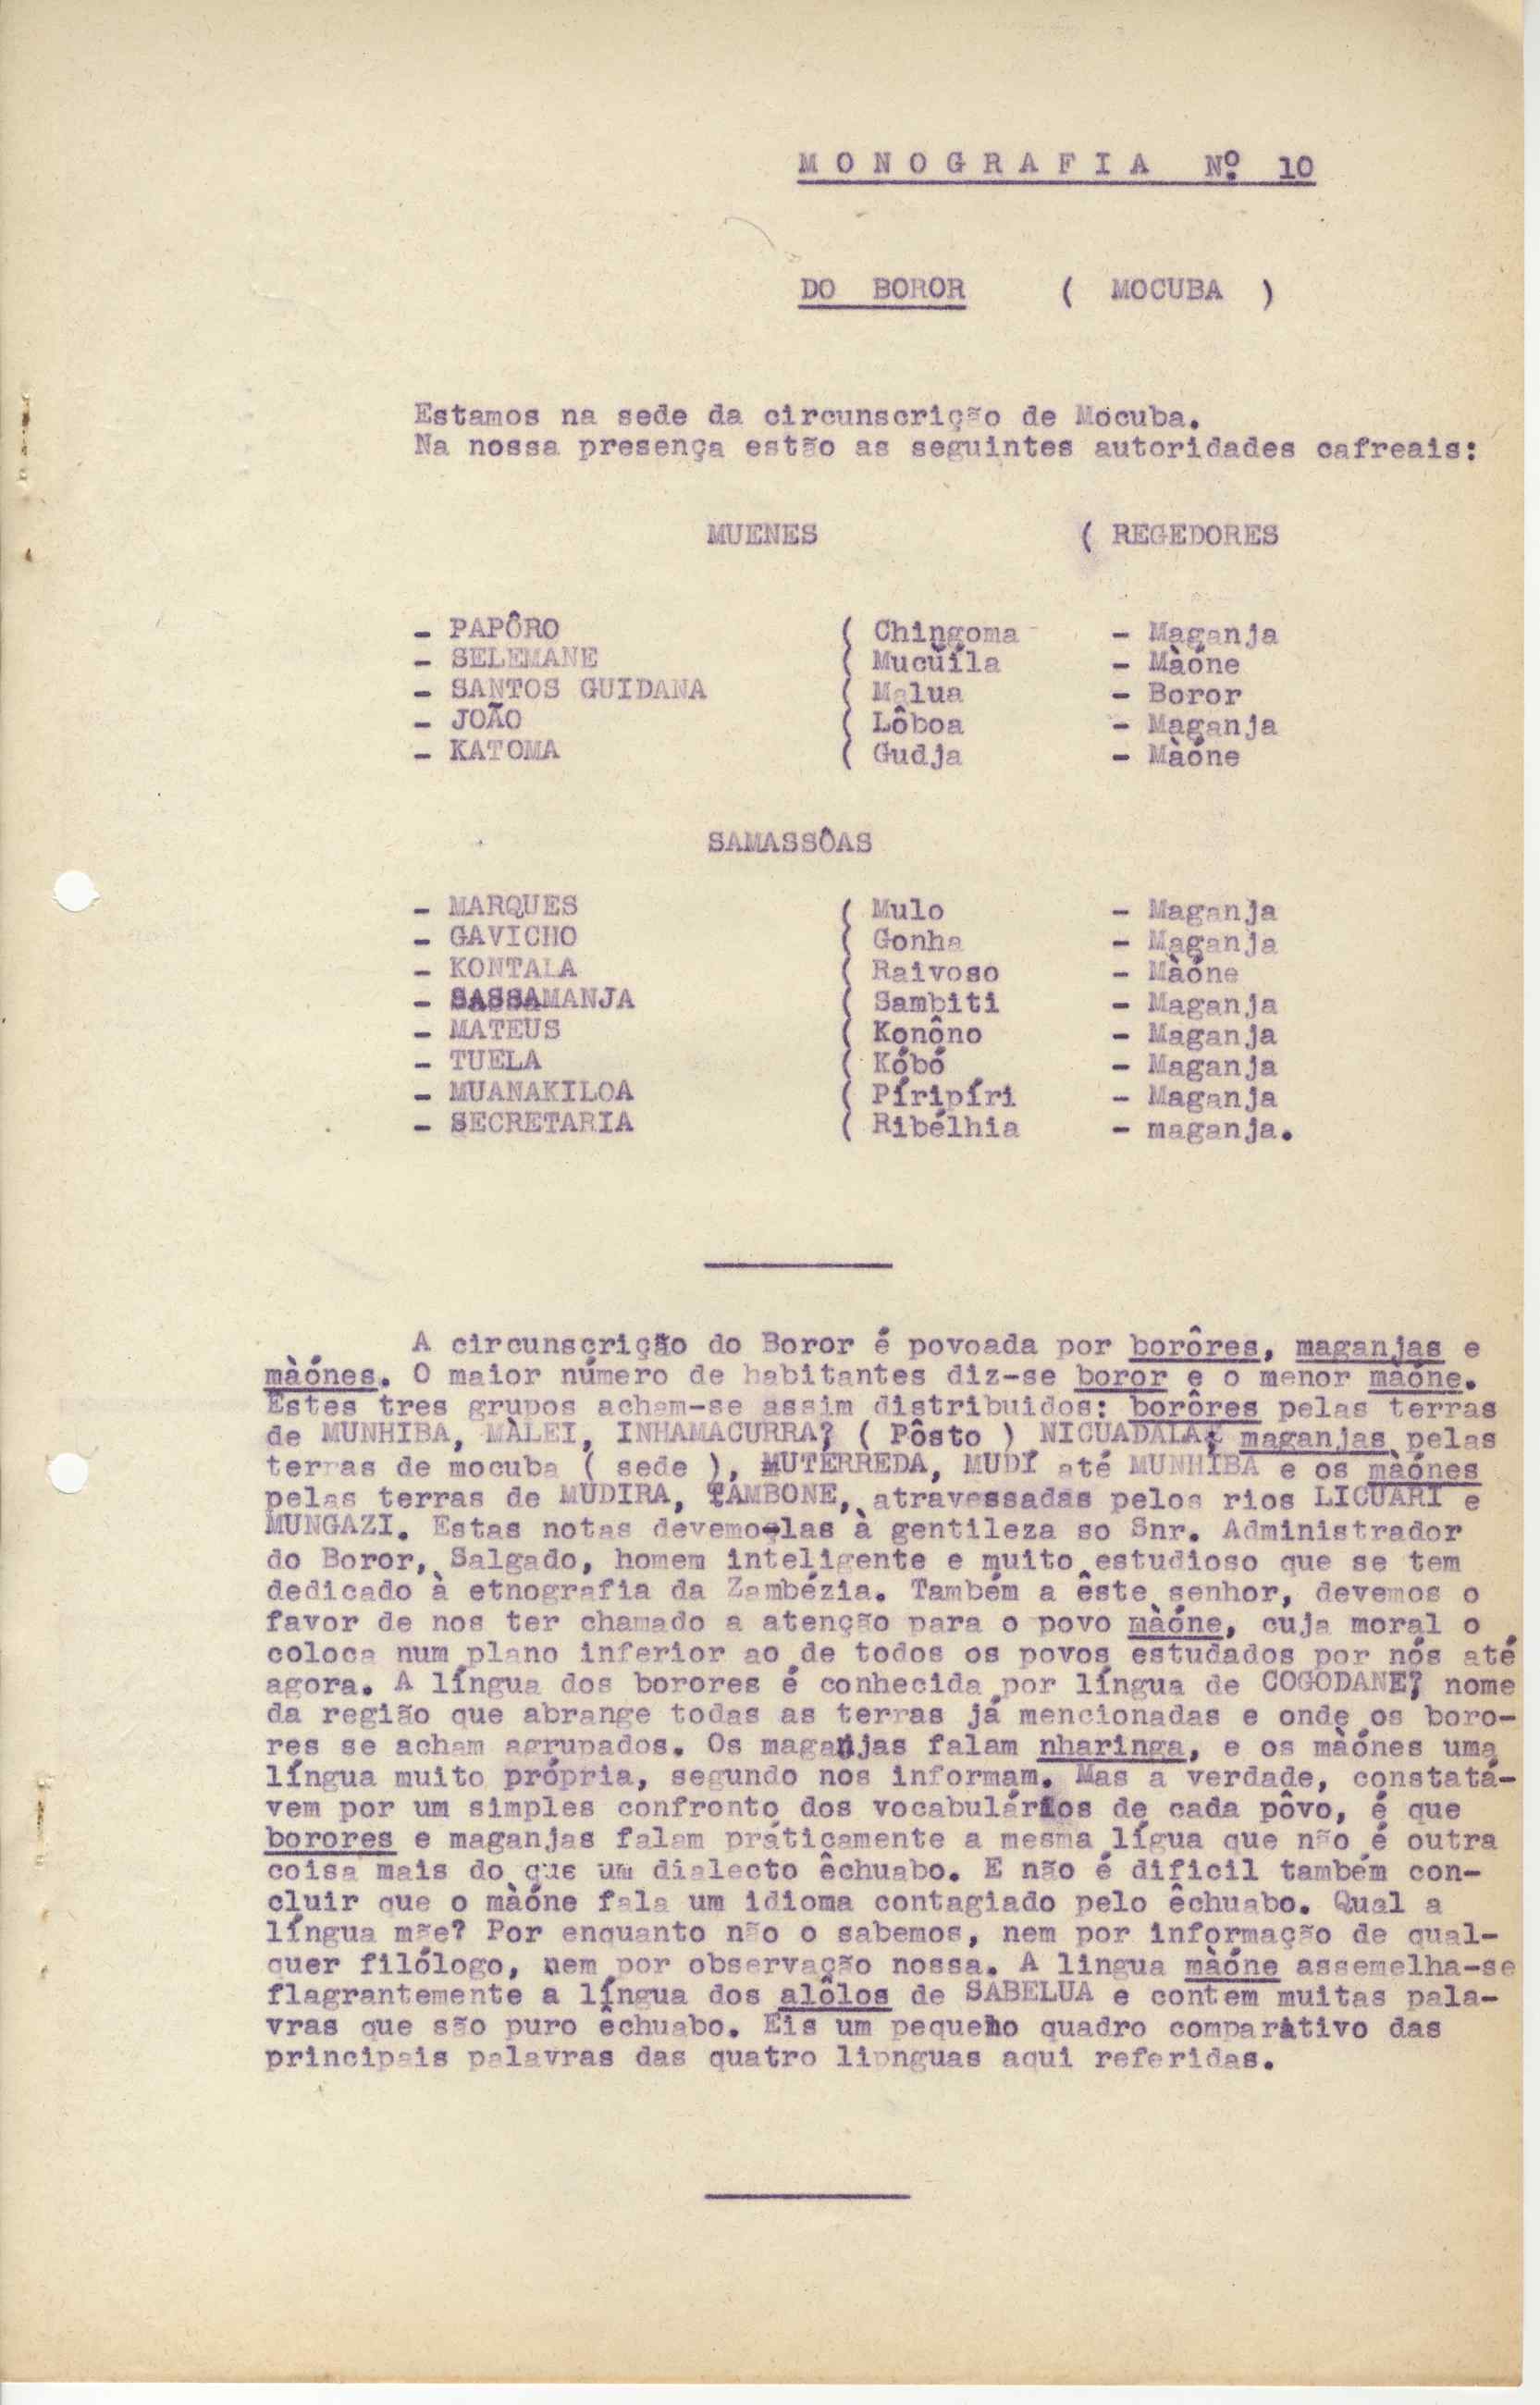 MONOGRAFIA Nº 10
DO BOROR ( MOCUBA )
Estamos na sede da circunscrição de Mocuba.
Na nossa presença estão as seguintes autoridades cafreais:
MUENES ( REGEDORES
- PAPÔRO ( Chingoma - Maganja
- SELEMANE ( Mucuíla - Màóne
- SANTOS GUIDANA ( Malua - Boror
- JOÃO ( Lôboa - Maganja
- KATOMA ( Gudja - Màóne
SAMASSÔAS
- MARQUES ( Mulo - Maganja
- GAVICHO ( Gonha - Maganja
- KONTALA ( Raivoso - Màóne
- SASSAMANJA ( Sambiti - Maganja
- MATEUS ( Konôno - Maganja
- TUELA ( Kóbó - Maganja
- MUANAKILOA ( Píripíri - Maganja
- SECRETARIA ( Ribélhia - maganja.
A circunscrição do Boror é povoada por borôres, maganjas e
màónes. O maior número de habitantes diz-se boror e o menor màóne.
Estes tres grupos acham-se assim distribuidos: borôres pelas terras
de MUNHIBA, MÀLEI, INHAMACURRA, ( Pôsto ) NICUADALA; maganjas pelas
terras de mocuba ( sede ), MUTERREDA, MUDÍ até MUNHIBA e os màónes
pelas terras de MUDIRA, TAMBONE, atravessadas pelos rios LICUARI e
MUNGAZI. Estas notas devemo-las à gentileza so Snr. Administrador
do Boror, Salgado, homem inteligente e muito estudioso que se tem
dedicado à etnografia da Zambézia. Também a êste senhor, devemos o
favor de nos ter chamado a atenção para o povo màóne, cuja moral o
coloca num plano inferior ao de todos os povos estudados por nós até
agora. A língua dos borores é conhecida por língua de COGODANE, nome
da região que abrange todas as terras já mencionadas e onde os boro-
res se acham agrupados. Os maganjas falam nharinga, e os màónes uma
língua muito própria, segundo nos informam. Mas a verdade, constatá-
vem por um simples confronto dos vocabulários de cada pôvo, é que
borores e maganjas falam práticamente a mesma lígua que não é outra
coisa mais do que um dialecto êchuabo. E não é dificil também con-
cluir que o màóne fala um idioma contagiado pelo êchuabo. Qual a
língua mãe? Por enquanto não o sabemos, nem por informação de qual-
quer filólogo, nem por observação nossa. A lingua màóne assemelha-se
flagrantemente a língua dos alôlos de SABELUA e contem muitas pala-
vras que são puro êchuabo. Eis um pequeno quadro comparativo das
principais palavras das quatro lipnguas aqui referidas.